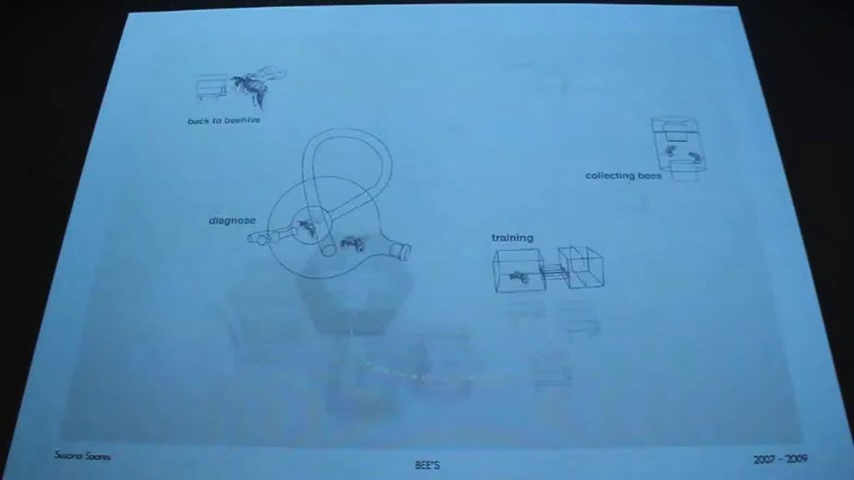 back to beehive
collecting bees
diagnose
training
Susana Soares
BEE'S
2007 - 2009